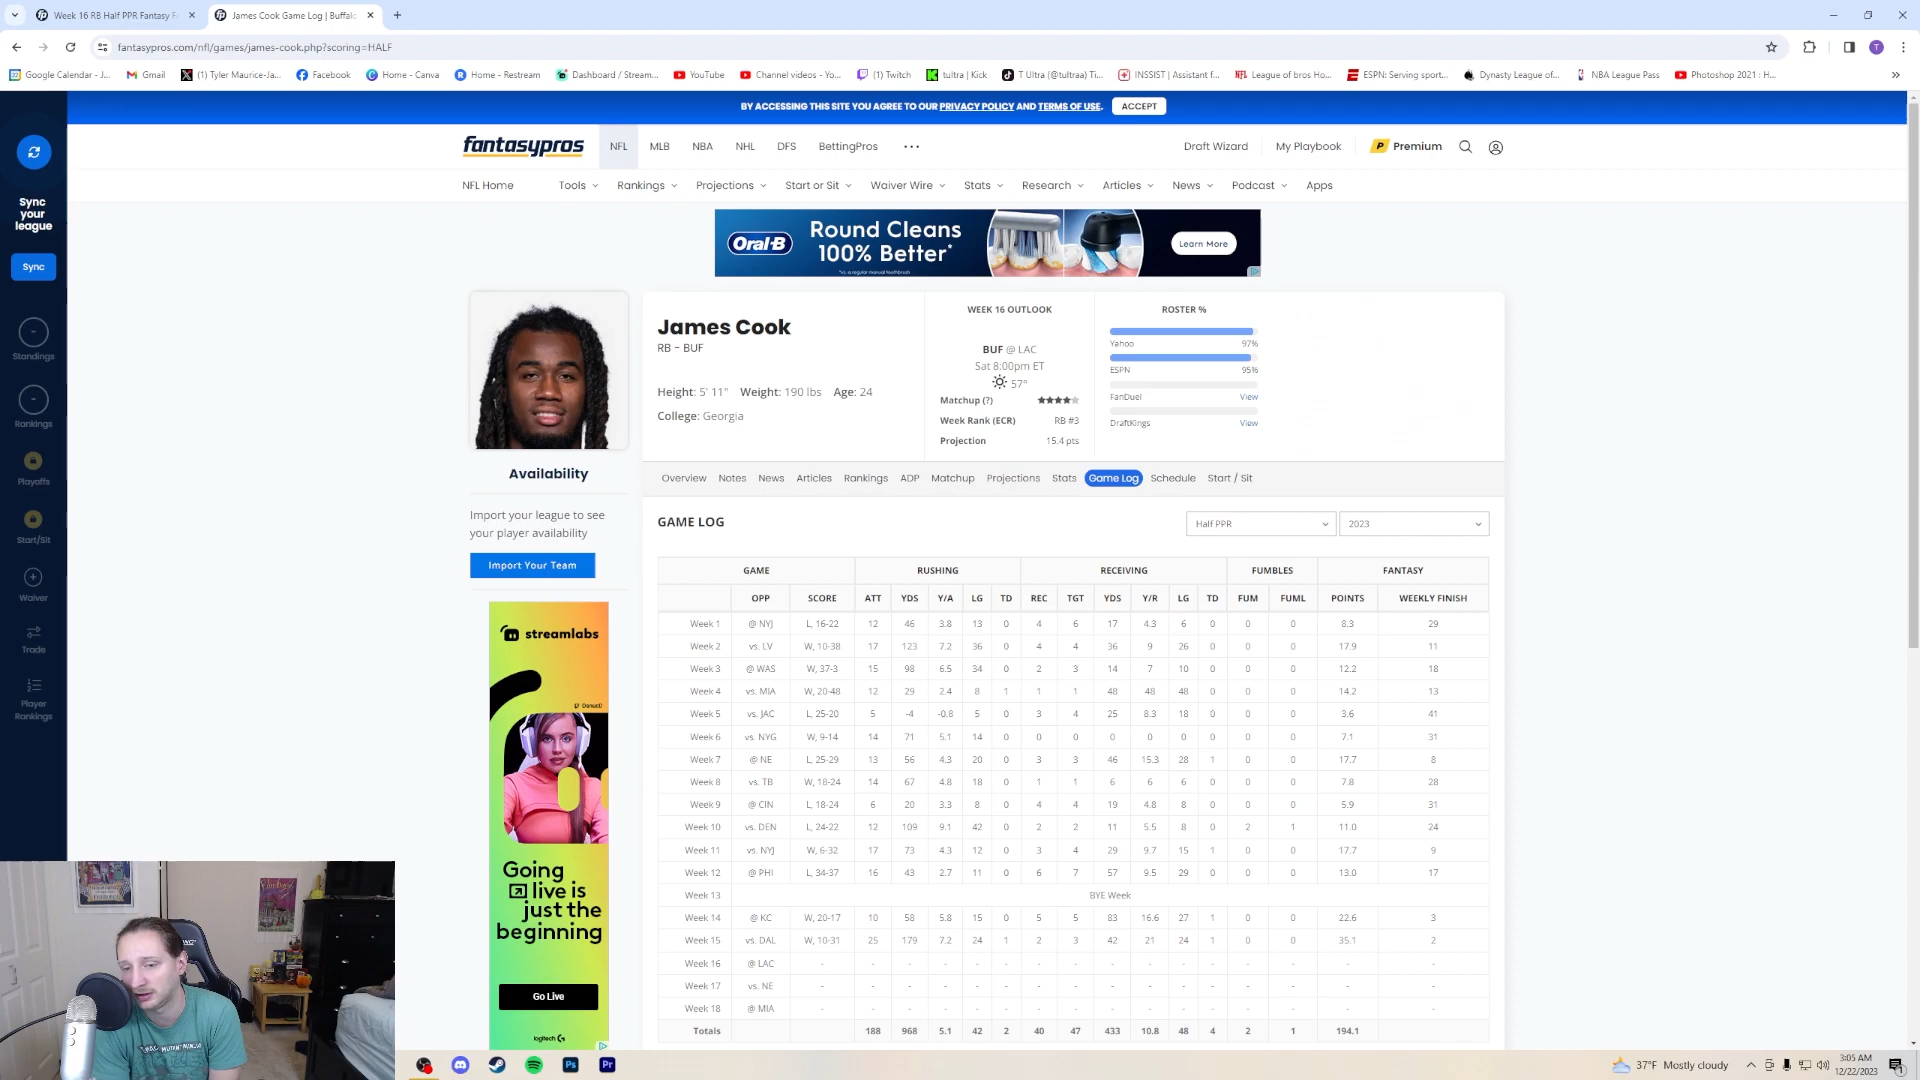 Week 16 RB Half PPR Fantasy F
James Cook Game Log | Buffalo
fantasypros.com/nfl/games/james-cook.php?scoring=HALF
Google Calendar - J... Gmail (1) Tyler Maurice-Ja... Facebook Home - Canva Home - Restream Dashboard / Stream... YouTube Channel videos - Yo... (1) Twitch tultra | Kick T Ultra (@tultraa) Ti... INSSIST | Assistant f... League of bros Ho... ESPN: Serving sport... Dynasty League of... NBA League Pass Photoshop 2021 : H...
BY ACCESSING THIS SITE YOU AGREE TO OUR PRIVACY POLICY AND TERMS OF USE. ACCEPT
fantasypros NFL MLB NBA NHL DFS BettingPros ... Draft Wizard My Playbook P Premium
NFL Home Tools Rankings Projections Start or Sit Waiver Wire Stats Research Articles News Podcast Apps
Sync
your
league
Sync
Standings
Rankings
Playoffs
Start/Sit
Waiver
Trade
Player
Rankings
Oral-B Round Cleans
100% Better*
Learn More
James Cook
RB - BUF
Height: 5' 11" Weight: 190 lbs Age: 24
College: Georgia
WEEK 16 OUTLOOK
BUF @ LAC
Sat 8:00pm ET
57°
Matchup (?) ★★★★★
Week Rank (ECR) RB #3
Projection 15.4 pts
ROSTER %
Yahoo 97%
ESPN 95%
FanDuel View
DraftKings View
Availability
Import your league to see
your player availability
Import Your Team
streamlabs
Going
live is
just the
beginning
Go Live
logitech G
Overview Notes News Articles Rankings ADP Matchup Projections Stats Game Log Schedule Start / Sit
GAME LOG Half PPR 2023
GAME RUSHING RECEIVING FUMBLES FANTASY
OPP SCORE ATT YDS Y/A LG TD REC TGT YDS Y/R LG TD FUM FUML POINTS WEEKLY FINISH
Week 1 @ NYJ L, 16-22 12 46 3.8 13 0 4 6 17 4.3 6 0 0 0 8.3 29
Week 2 vs. LV W, 10-38 17 123 7.2 36 0 4 4 36 9 26 0 0 0 17.9 11
Week 3 @ WAS W, 37-3 15 98 6.5 34 0 2 3 14 7 10 0 0 0 12.2 18
Week 4 vs. MIA W, 20-48 12 29 2.4 8 1 1 1 48 48 48 0 0 0 14.2 13
Week 5 vs. JAC L, 25-20 5 -4 -0.8 5 0 3 4 25 8.3 18 0 0 0 3.6 41
Week 6 vs. NYG W, 9-14 14 71 5.1 14 0 0 0 0 0 0 0 0 0 7.1 31
Week 7 @ NE L, 25-29 13 56 4.3 20 0 3 3 46 15.3 28 1 0 0 17.7 8
Week 8 vs. TB W, 18-24 14 67 4.8 18 0 1 1 6 6 6 0 0 0 7.8 28
Week 9 @ CIN L, 18-24 6 20 3.3 8 0 4 4 19 4.8 8 0 0 0 5.9 31
Week 10 vs. DEN L, 24-22 12 109 9.1 42 0 2 2 11 5.5 8 0 2 1 11.0 24
Week 11 vs. NYJ W, 6-32 17 73 4.3 12 0 3 4 29 9.7 15 1 0 0 17.7 9
Week 12 @ PHI L, 34-37 16 43 2.7 11 0 6 7 57 9.5 29 0 0 0 13.0 17
Week 13 BYE Week
Week 14 @ KC W, 20-17 10 58 5.8 15 0 5 5 83 16.6 27 1 0 0 22.6 3
Week 15 vs. DAL W, 10-31 25 179 7.2 24 1 2 3 42 21 24 1 0 0 35.1 2
Week 16 @ LAC - - - - - - - - - - - - - - - -
Week 17 vs. NE - - - - - - - - - - - - - - - -
Week 18 @ MIA - - - - - - - - - - - - - - - -
Totals 188 968 5.1 42 2 40 47 433 10.8 48 4 2 1 194.1
Ps Pr 37°F Mostly cloudy 3:05 AM
12/22/2023